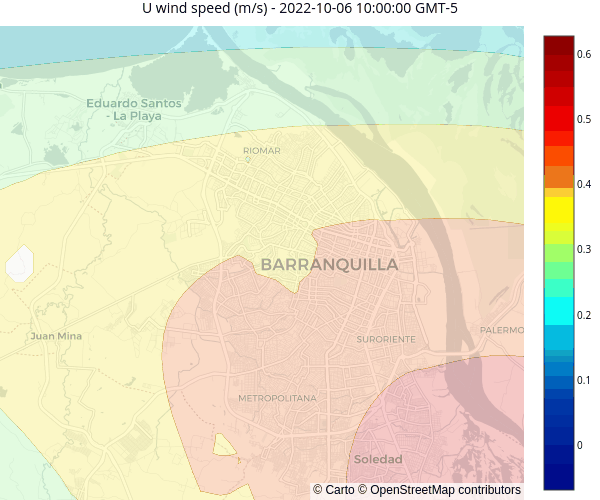 U wind speed (m/s) - 2022-10-06 10:00:00 GMT-5
0.6
0.5
0.4
0.3
0.2
0.1
0
Eduardo Santos
- La Playa
RIOMAR
BARRANQUILLA
Juan Mina
SURORIENTE
PALERMO
METROPOLITANA
Soledad
© Carto © OpenStreetMap contributors